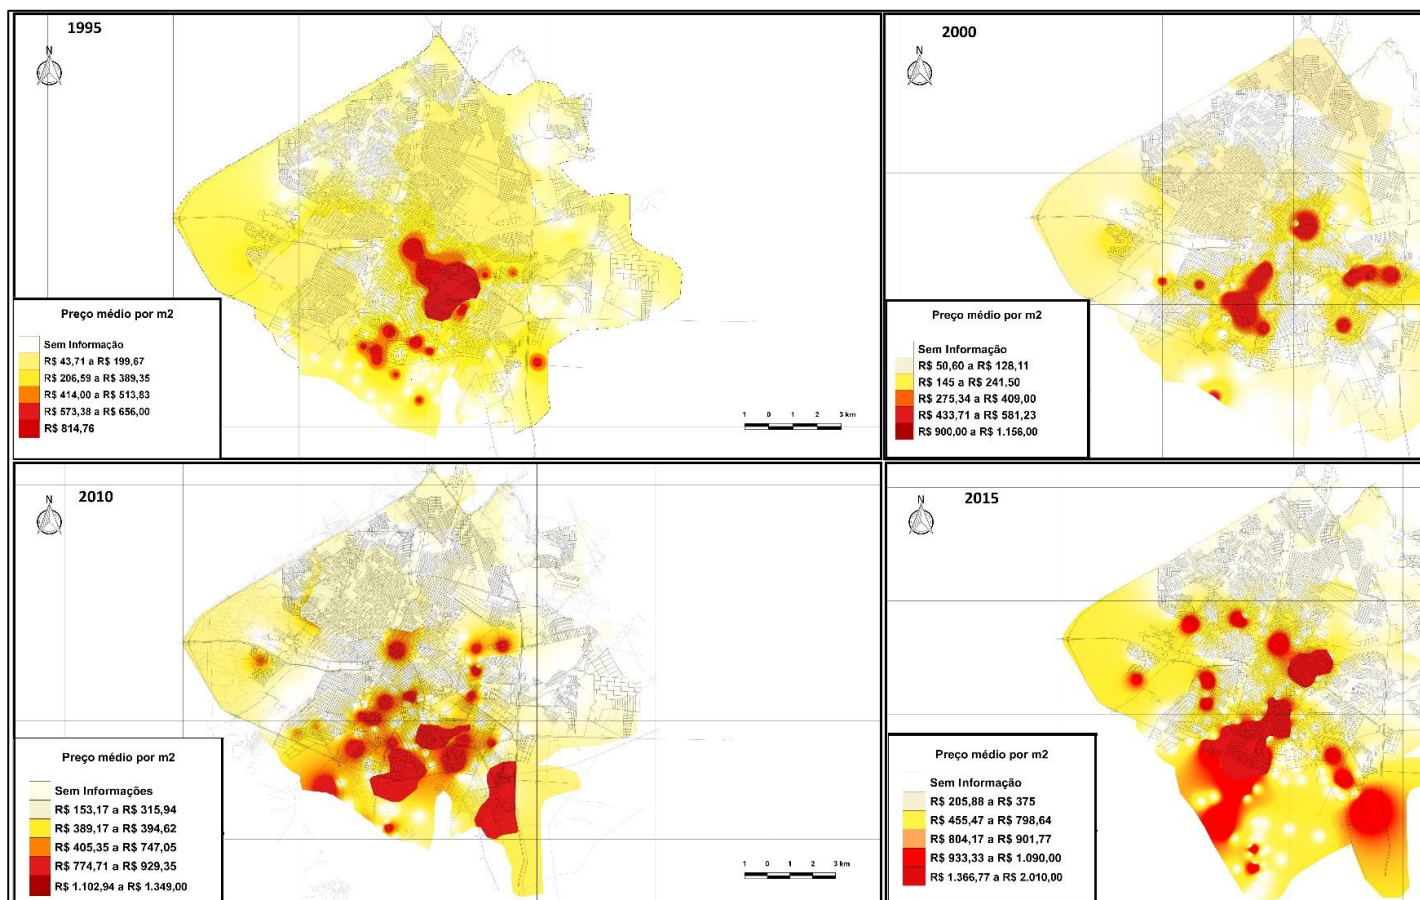 1995
N
Preço médio por m2
Sem Informação
R$ 43,71 a R$ 199,67
R$ 206,59 a R$ 389,35
R$ 414,00 a R$ 513,83
R$ 573,38 a R$ 656,00
R$ 814,76
1 0 1 2 3 km
2000
N
Preço médio por m2
Sem Informação
R$ 50,60 a R$ 128,11
R$ 145 a R$ 241,50
R$ 275,34 a R$ 409,00
R$ 433,71 a R$ 581,23
R$ 900,00 a R$ 1.156,00
2010
N
Preço médio por m2
Sem Informações
R$ 153,17 a R$ 315,94
R$ 389,17 a R$ 394,62
R$ 405,35 a R$ 747,05
R$ 774,71 a R$ 929,35
R$ 1.102,94 a R$ 1.349,00
1 0 1 2 3 km
2015
N
Preço médio por m2
Sem Informação
R$ 205,88 a R$ 375
R$ 455,47 a R$ 798,64
R$ 804,17 a R$ 901,77
R$ 933,33 a R$ 1.090,00
R$ 1.366,77 a R$ 2.010,00